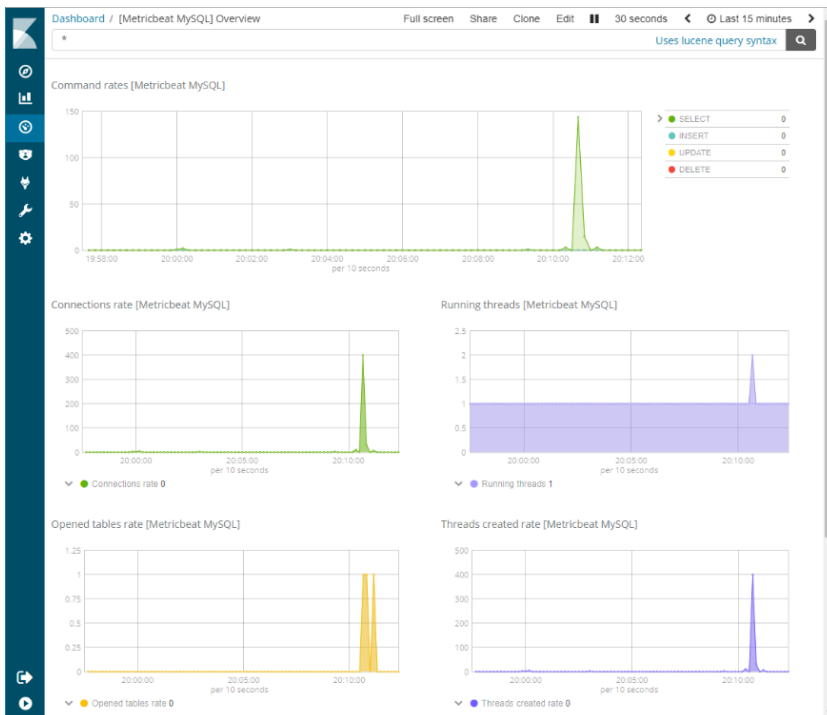 Dashboard / [Metricbeat MySQL] Overview Full screen Share Clone Edit 30 seconds Last 15 minutes
* Uses lucene query syntax
Command rates [Metricbeat MySQL]
150
100
50
0
19:58:00 20:00:00 20:02:00 20:04:00 20:06:00 20:08:00 20:10:00 20:12:00
per 10 seconds
SELECT 0
INSERT 0
UPDATE 0
DELETE 0
Connections rate [Metricbeat MySQL]
500
400
300
200
100
0
20:00:00 20:05:00 20:10:00
per 10 seconds
Connections rate 0
Running threads [Metricbeat MySQL]
2.5
2
1.5
1
0.5
0
20:00:00 20:05:00 20:10:00
per 10 seconds
Running threads 1
Opened tables rate [Metricbeat MySQL]
1.25
1
0.75
0.5
0.25
0
20:00:00 20:05:00 20:10:00
per 10 seconds
Opened tables rate 0
Threads created rate [Metricbeat MySQL]
500
400
300
200
100
0
20:00:00 20:05:00 20:10:00
per 10 seconds
Threads created rate 0